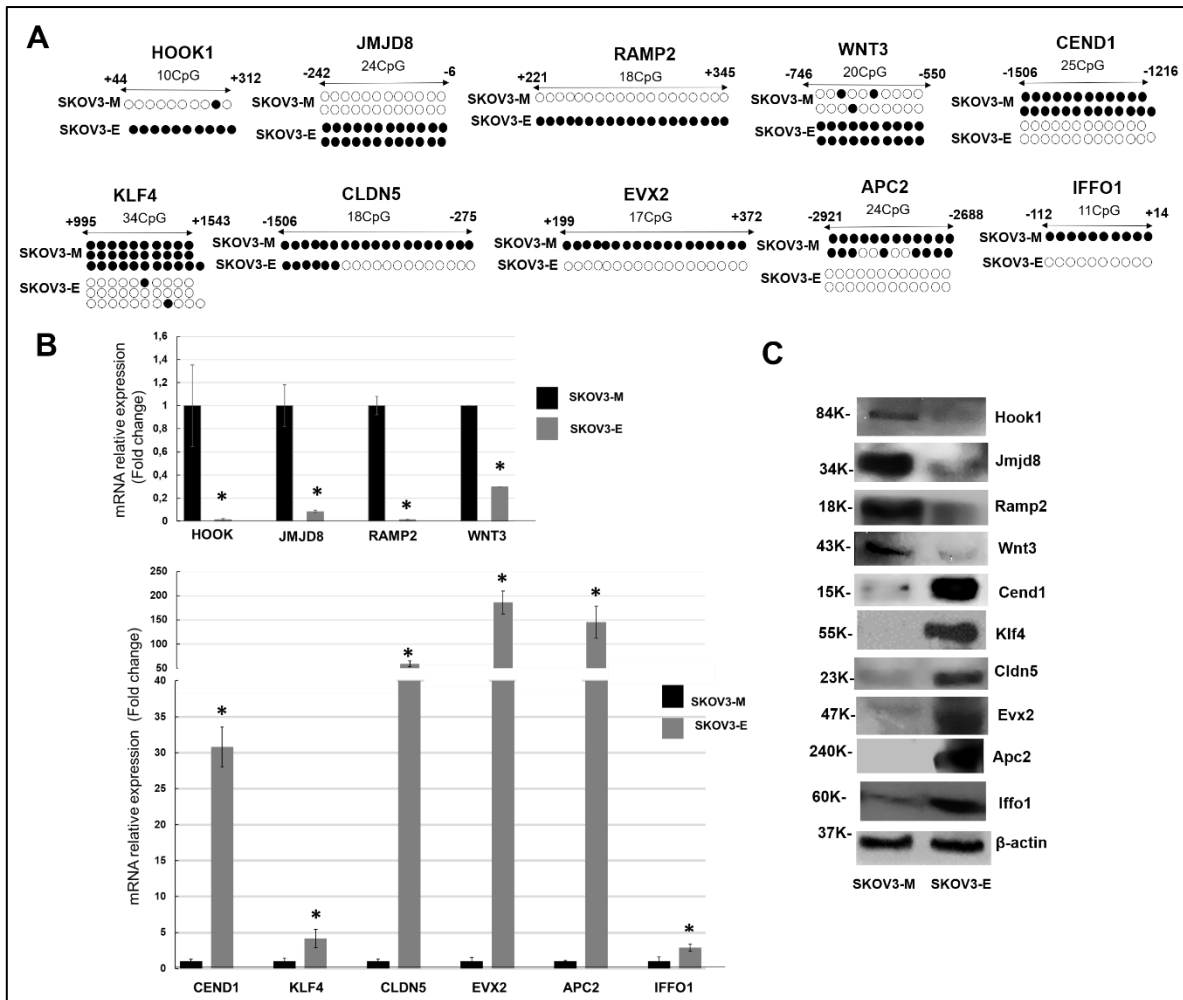 A
HOOK1
+44 +312
10CpG
SKOV3-M
SKOV3-E
JMJD8
-242 -6
24CpG
SKOV3-M
SKOV3-E
RAMP2
+221 +345
18CpG
SKOV3-M
SKOV3-E
WNT3
-746 -550
20CpG
SKOV3-M
SKOV3-E
CEND1
-1506 -1216
25CpG
SKOV3-M
SKOV3-E
KLF4
+995 +1543
34CpG
SKOV3-M
SKOV3-E
CLDN5
-1506 -275
18CpG
SKOV3-M
SKOV3-E
EVX2
+199 +372
17CpG
SKOV3-M
SKOV3-E
APC2
-2921 -2688
24CpG
SKOV3-M
SKOV3-E
IFFO1
-112 +14
11CpG
SKOV3-M
SKOV3-E
B
mRNA relative expression
(Fold change)
1,6
1,4
1,2
1
0,8
0,6
0,4
0,2
0
* * * *
HOOK JMJD8 RAMP2 WNT3
SKOV3-M
SKOV3-E
mRNA relative expression (Fold change)
250
200
150
100
50
40
35
30
25
20
15
10
5
0
* * * * * *
CEND1 KLF4 CLDN5 EVX2 APC2 IFFO1
SKOV3-M
SKOV3-E
C
84K- Hook1
34K- Jmjd8
18K- Ramp2
43K- Wnt3
15K- Cend1
55K- Klf4
23K- Cldn5
47K- Evx2
240K- Apc2
60K- Iffo1
37K- β-actin
SKOV3-M SKOV3-E